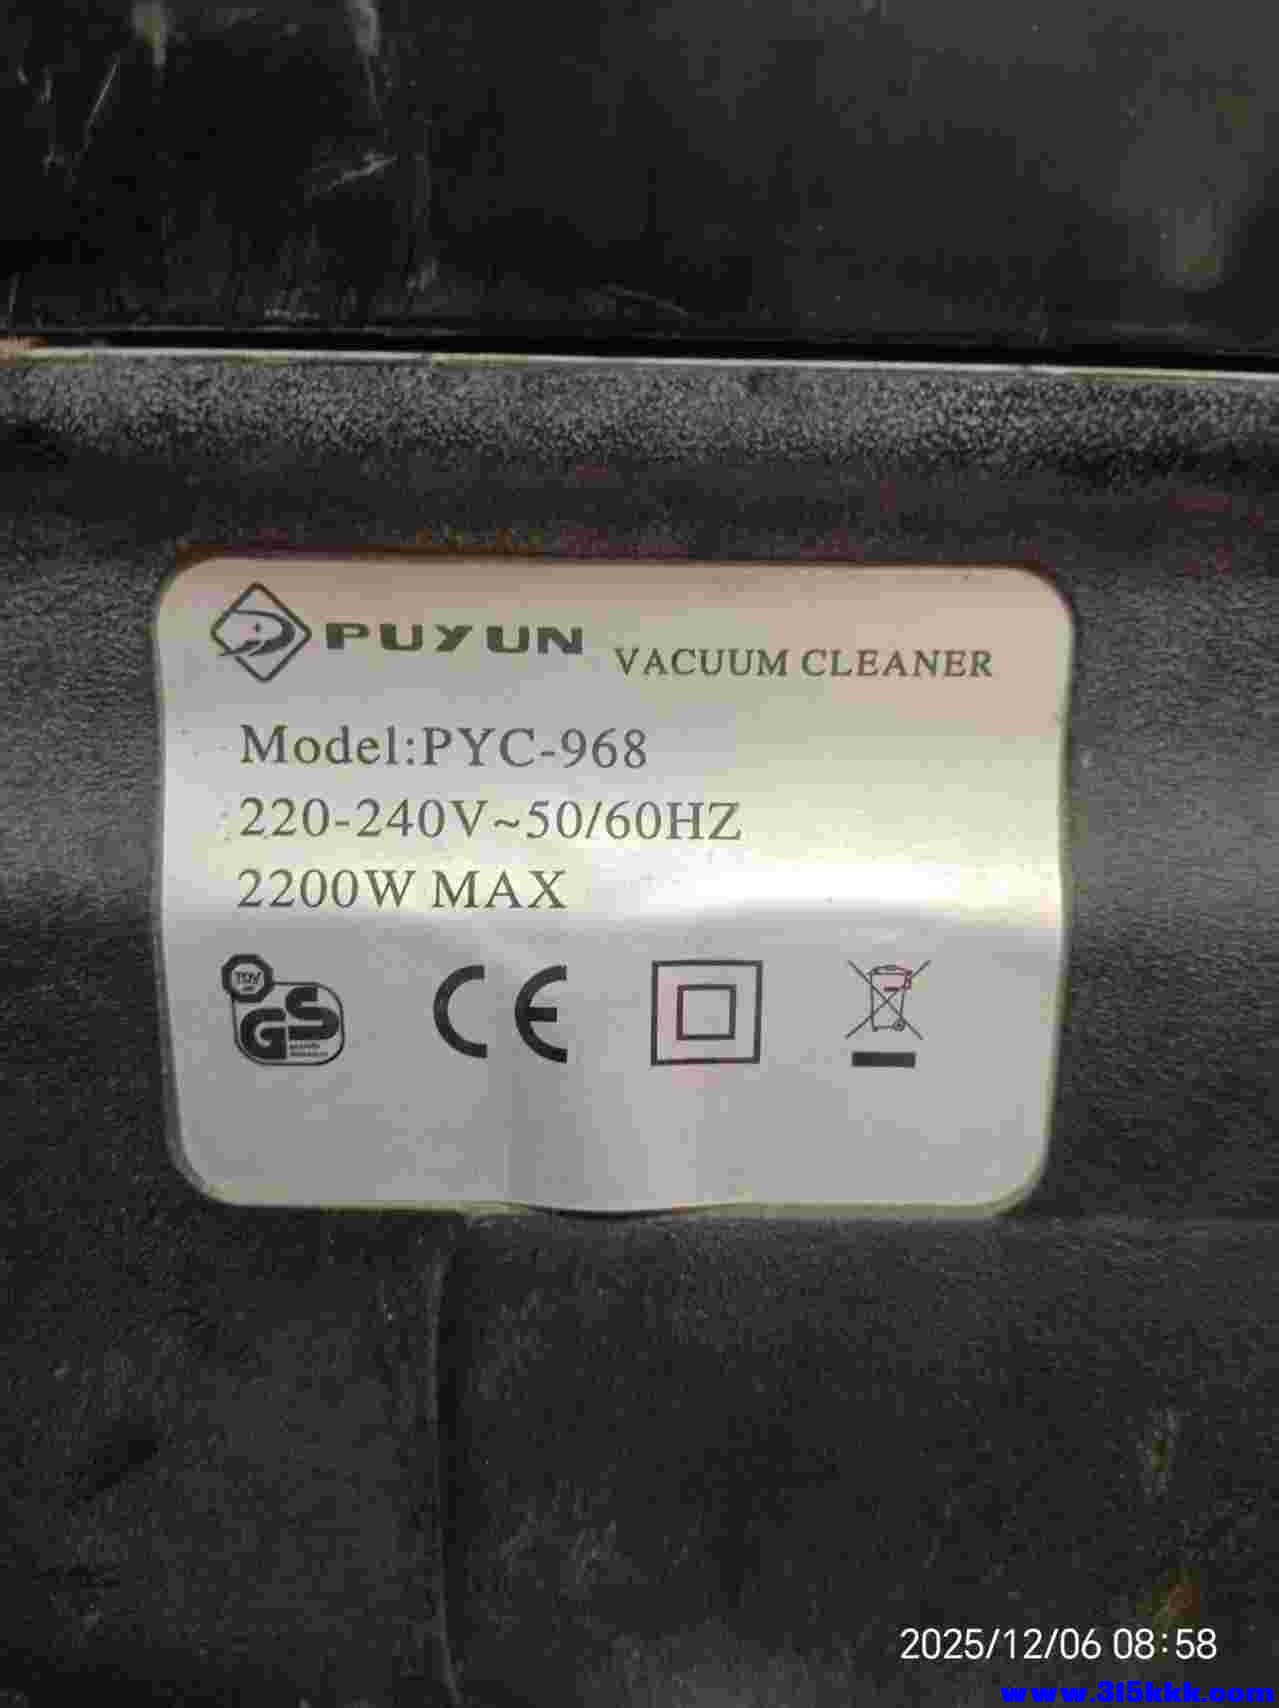 PUYUN VACUUM CLEANER
Model:PYC-968
220-240V~50/60HZ
2200W MAX
TÜV
GS
CE
2025/12/06 08:58
www.315kkk.com